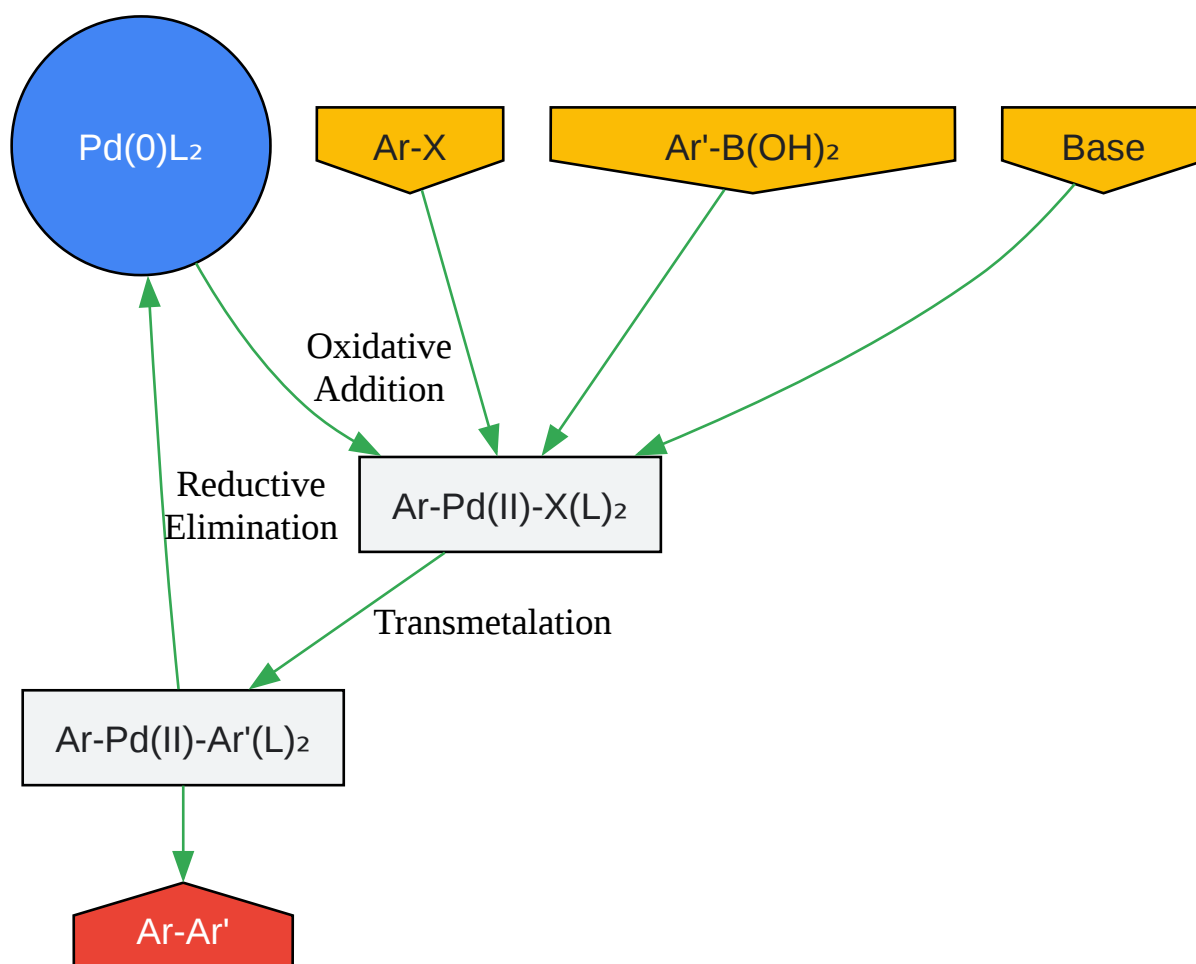 Pd(0)L₂
Ar-X
Ar'-B(OH)₂
Base
Oxidative
Addition
Reductive
Elimination
Ar-Pd(II)-X(L)₂
Transmetalation
Ar-Pd(II)-Ar'(L)₂
Ar-Ar'